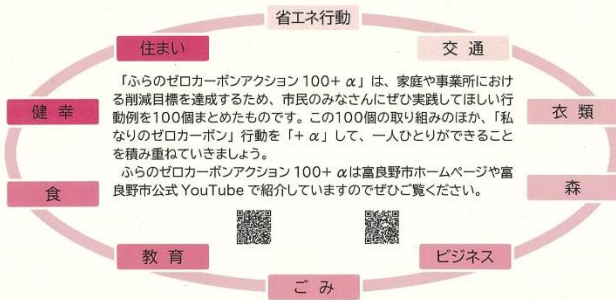 省エネ行動
住まい
交通
健幸
衣類
「ふらのゼロカーボンアクション100+ α」は、家庭や事業所におけ
る削減目標を達成するため、市民のみなさんにぜひ実践してほしい行
動例を100個まとめたものです。この100個の取り組みのほか、「私
なりのゼロカーボン」行動を「+ α」して、一人ひとりができること
を積み重ねていきましょう。
ふらのゼロカーボンアクション100+ αは富良野市ホームページや富
良野市公式 YouTube で紹介していますのでぜひご覧ください。
食
森
教育
ビジネス
ごみ